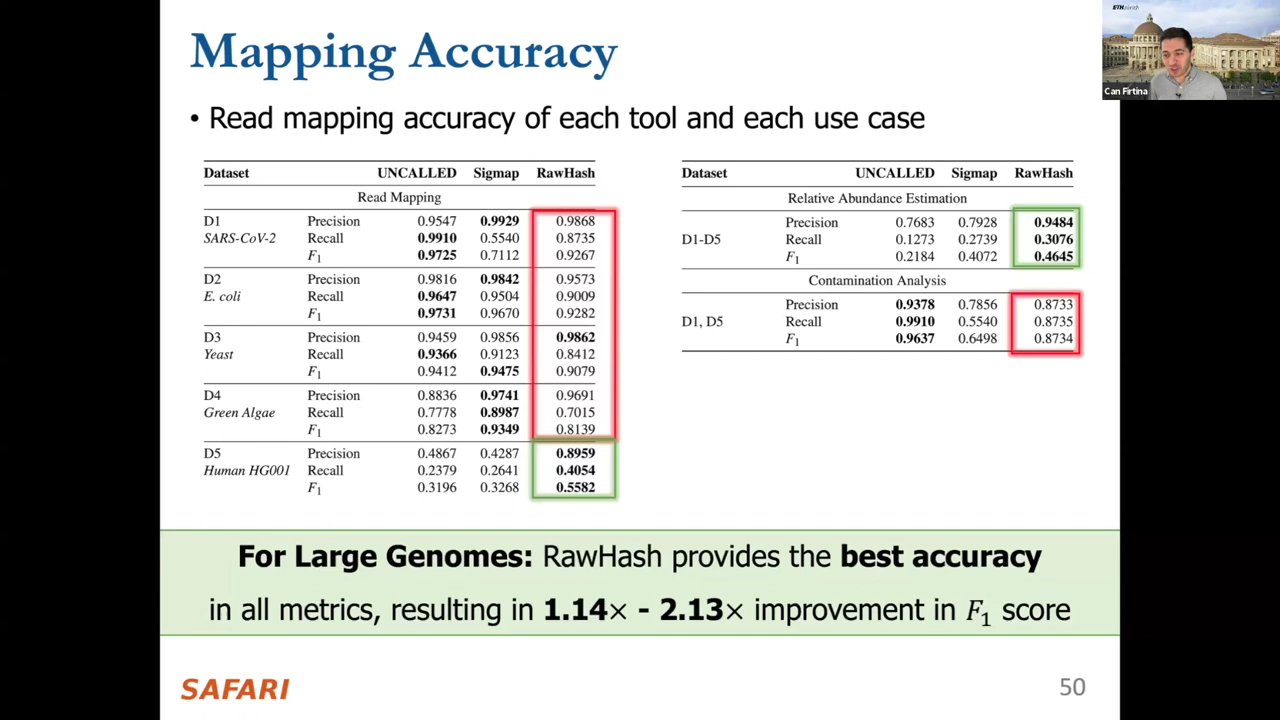 Mapping Accuracy
• Read mapping accuracy of each tool and each use case
Dataset UNCALLED Sigmap RawHash
Read Mapping
D1 Precision 0.9547 0.9929 0.9868
SARS-CoV-2 Recall 0.9910 0.5540 0.8735
F1 0.9725 0.7112 0.9267
D2 Precision 0.9816 0.9842 0.9573
E. coli Recall 0.9647 0.9504 0.9009
F1 0.9731 0.9670 0.9282
D3 Precision 0.9459 0.9856 0.9862
Yeast Recall 0.9366 0.9123 0.8412
F1 0.9412 0.9475 0.9079
D4 Precision 0.8836 0.9741 0.9691
Green Algae Recall 0.7778 0.8987 0.7015
F1 0.8273 0.9349 0.8139
D5 Precision 0.4867 0.4287 0.8959
Human HG001 Recall 0.2379 0.2641 0.4054
F1 0.3196 0.3268 0.5582
Dataset UNCALLED Sigmap RawHash
Relative Abundance Estimation
Precision 0.7683 0.7928 0.9484
D1-D5 Recall 0.1273 0.2739 0.3076
F1 0.2184 0.4072 0.4645
Contamination Analysis
Precision 0.9378 0.7856 0.8733
D1, D5 Recall 0.9910 0.5540 0.8735
F1 0.9637 0.6498 0.8734
For Large Genomes: RawHash provides the best accuracy
in all metrics, resulting in 1.14× - 2.13× improvement in F1 score
SAFARI
50
ETH zürich
Can Firtina